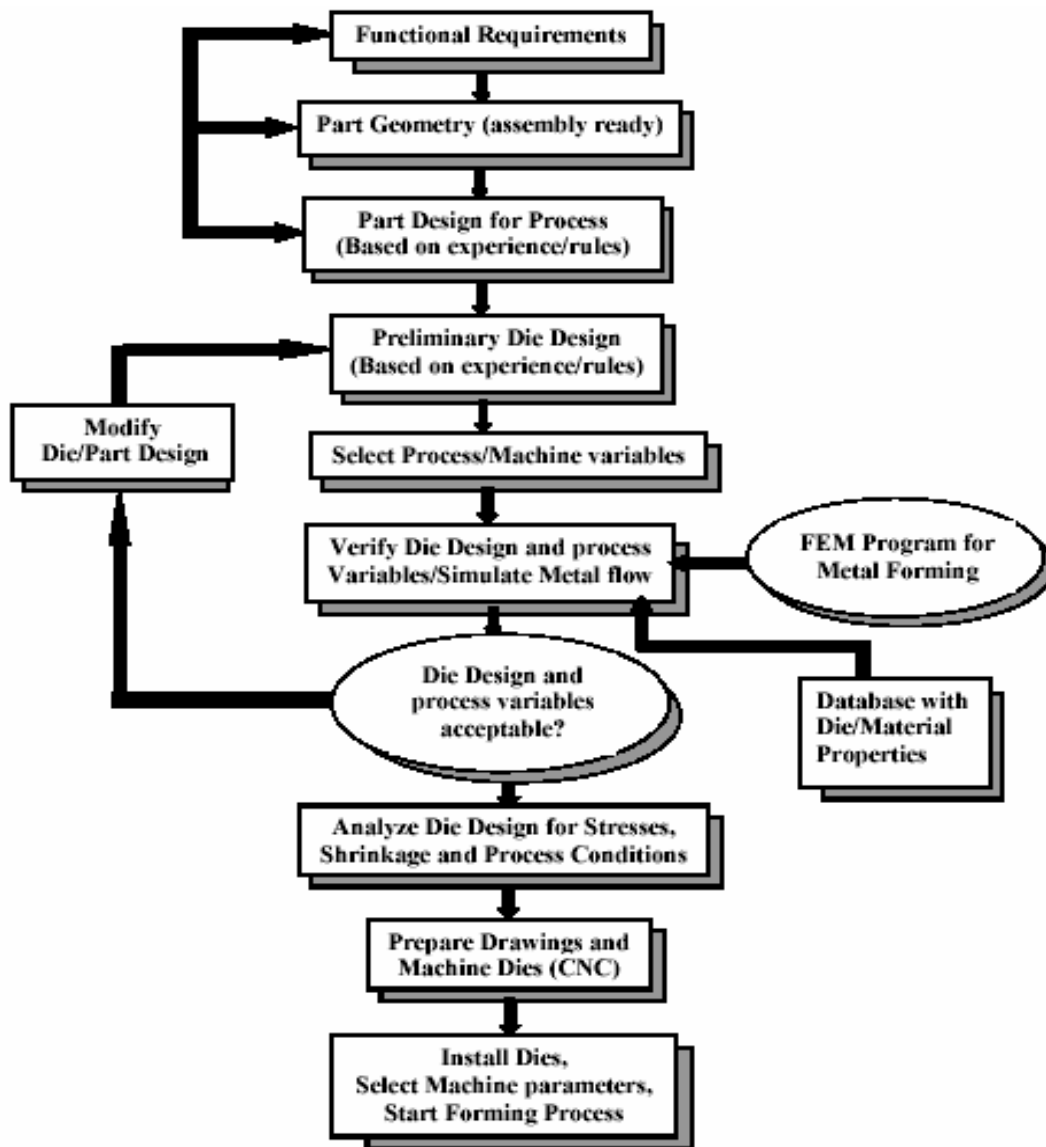 Functional Requirements
Part Geometry (assembly ready)
Part Design for Process
(Based on experience/rules)
Preliminary Die Design
(Based on experience/rules)
Modify
Die/Part Design
Select Process/Machine variables
Verify Die Design and process
Variables/Simulate Metal flow
FEM Program for
Metal Forming
Die Design and
process variables
acceptable?
Database with
Die/Material
Properties
Analyze Die Design for Stresses,
Shrinkage and Process Conditions
Prepare Drawings and
Machine Dies (CNC)
Install Dies,
Select Machine parameters,
Start Forming Process